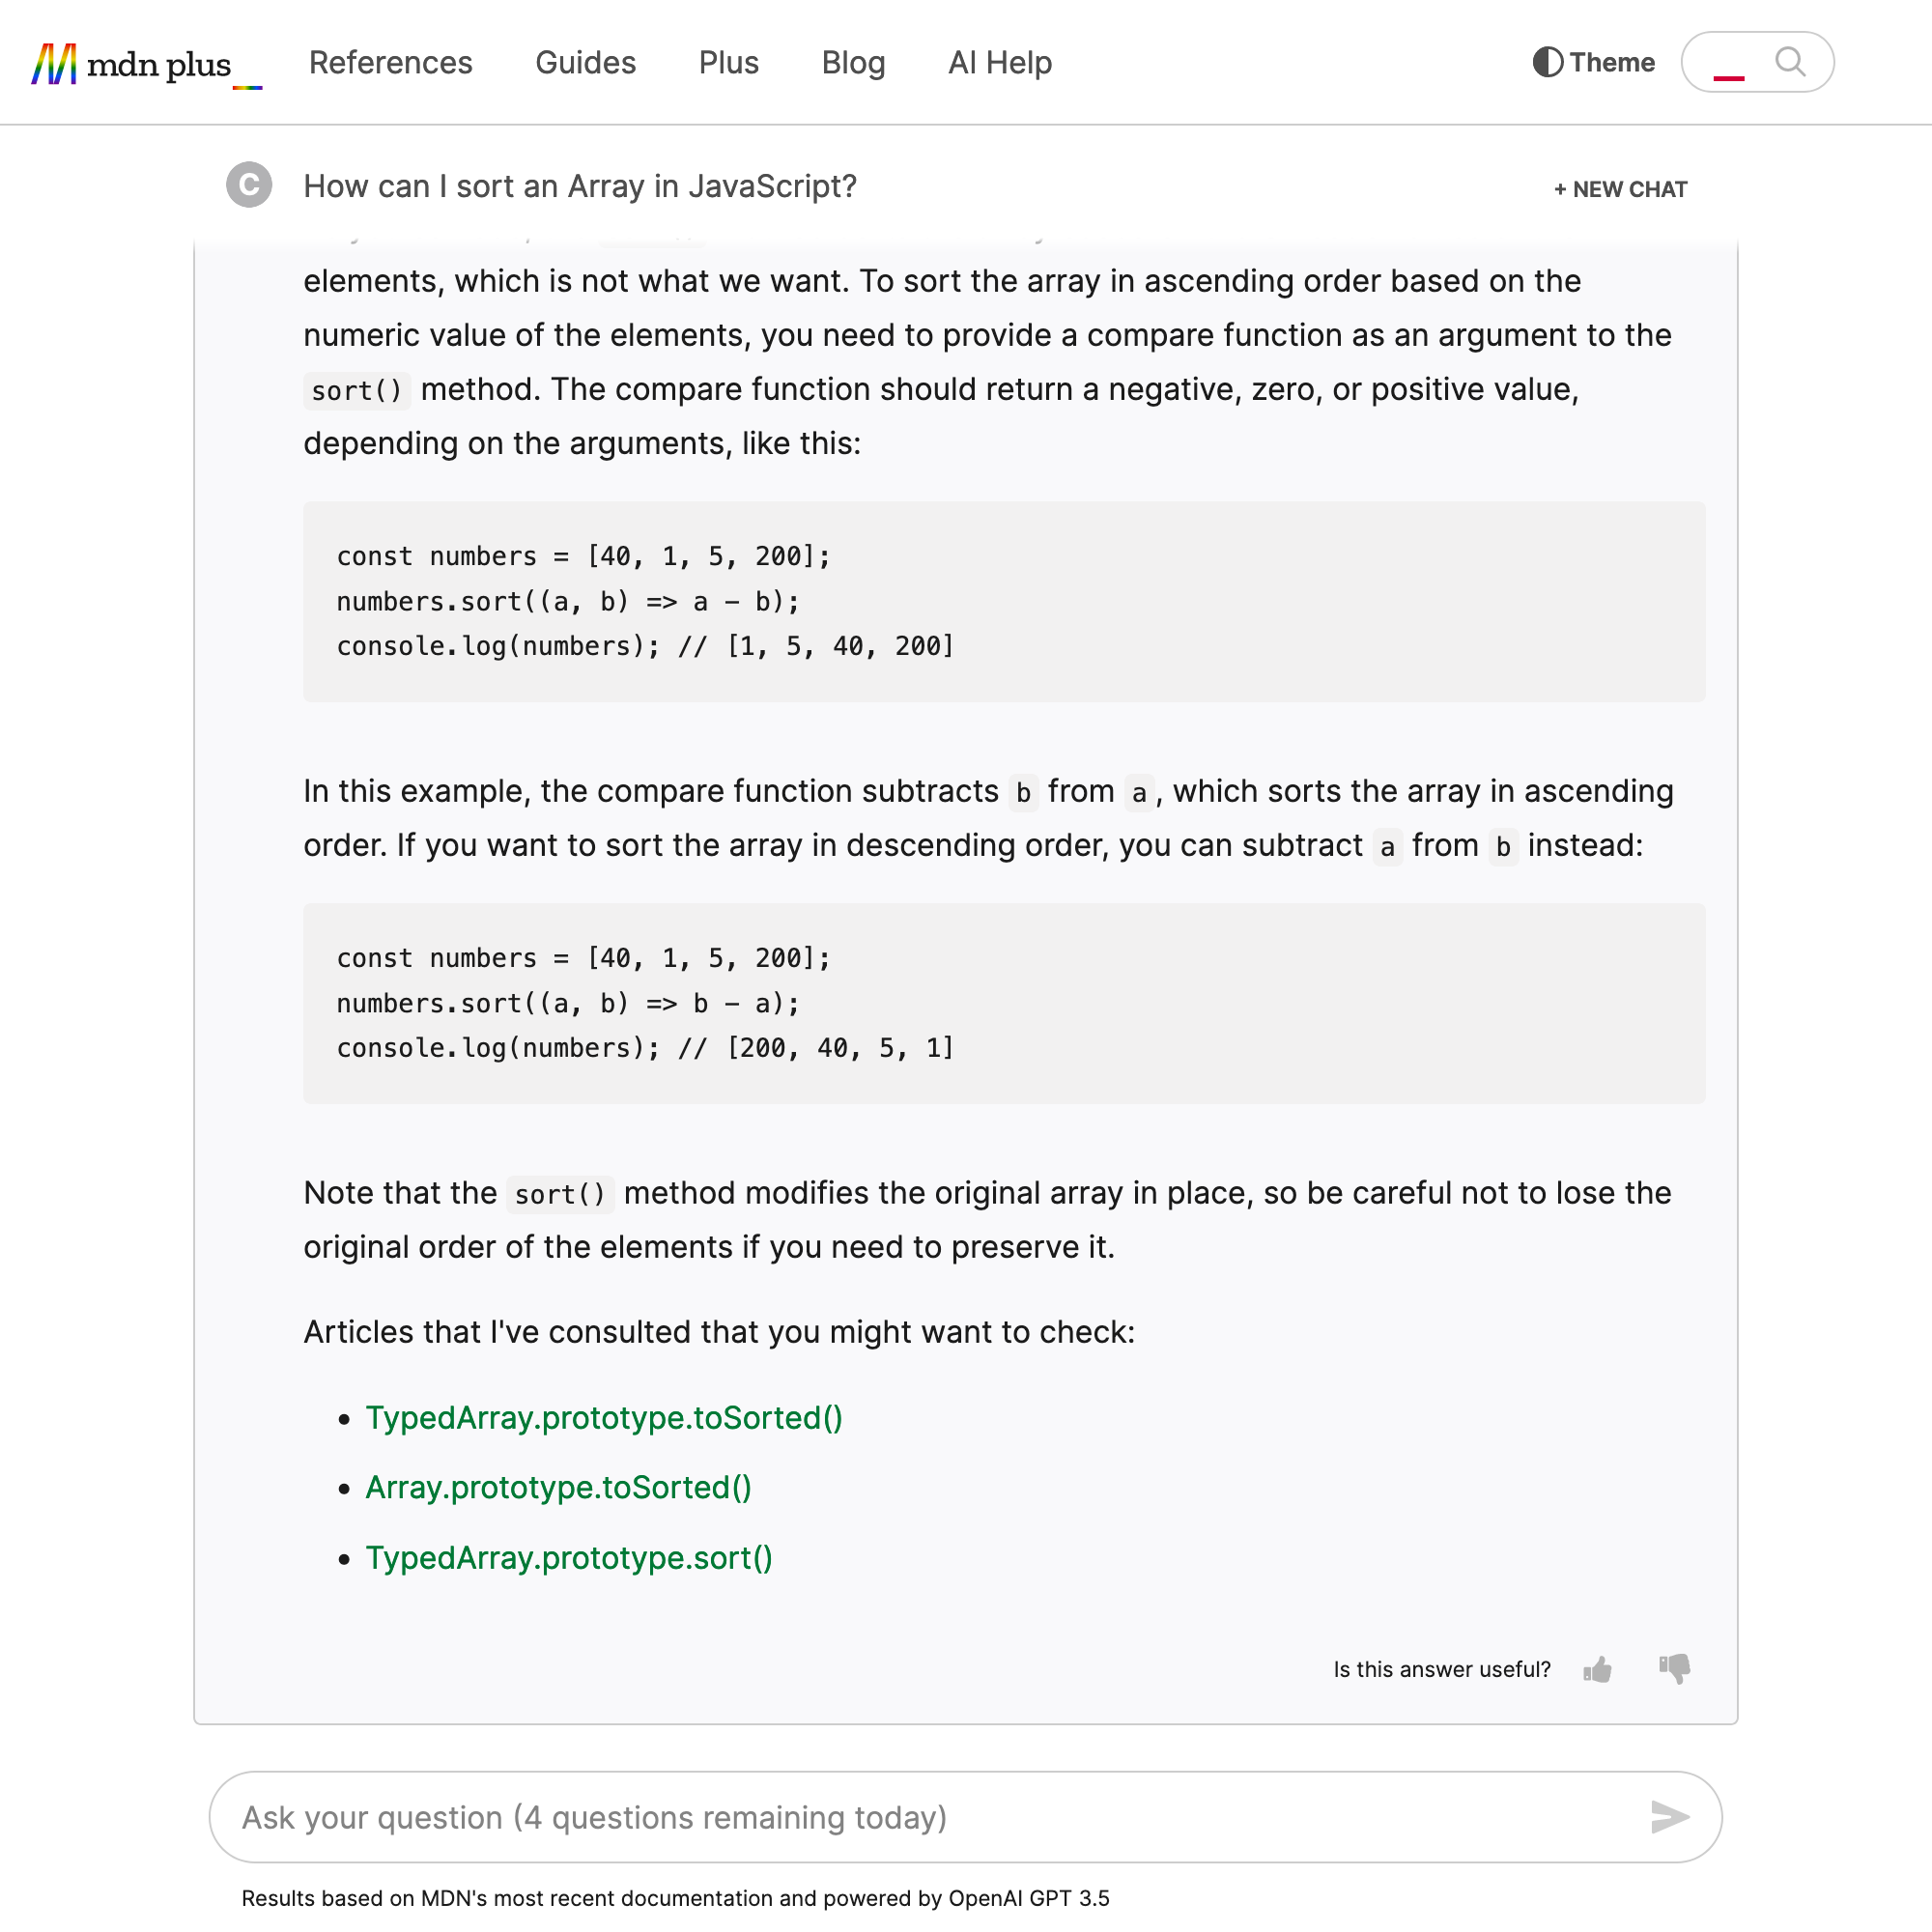 mdn plus_
References
Guides
Plus
Blog
AI Help
Theme
C
How can I sort an Array in JavaScript?
+ NEW CHAT
elements, which is not what we want. To sort the array in ascending order based on the
numeric value of the elements, you need to provide a compare function as an argument to the
sort() method. The compare function should return a negative, zero, or positive value,
depending on the arguments, like this:
const numbers = [40, 1, 5, 200];
numbers.sort((a, b) => a - b);
console.log(numbers); // [1, 5, 40, 200]
In this example, the compare function subtracts b from a, which sorts the array in ascending
order. If you want to sort the array in descending order, you can subtract a from b instead:
const numbers = [40, 1, 5, 200];
numbers.sort((a, b) => b - a);
console.log(numbers); // [200, 40, 5, 1]
Note that the sort() method modifies the original array in place, so be careful not to lose the
original order of the elements if you need to preserve it.
Articles that I've consulted that you might want to check:
• TypedArray.prototype.toSorted()
• Array.prototype.toSorted()
• TypedArray.prototype.sort()
Is this answer useful?
Ask your question (4 questions remaining today)
Results based on MDN's most recent documentation and powered by OpenAI GPT 3.5